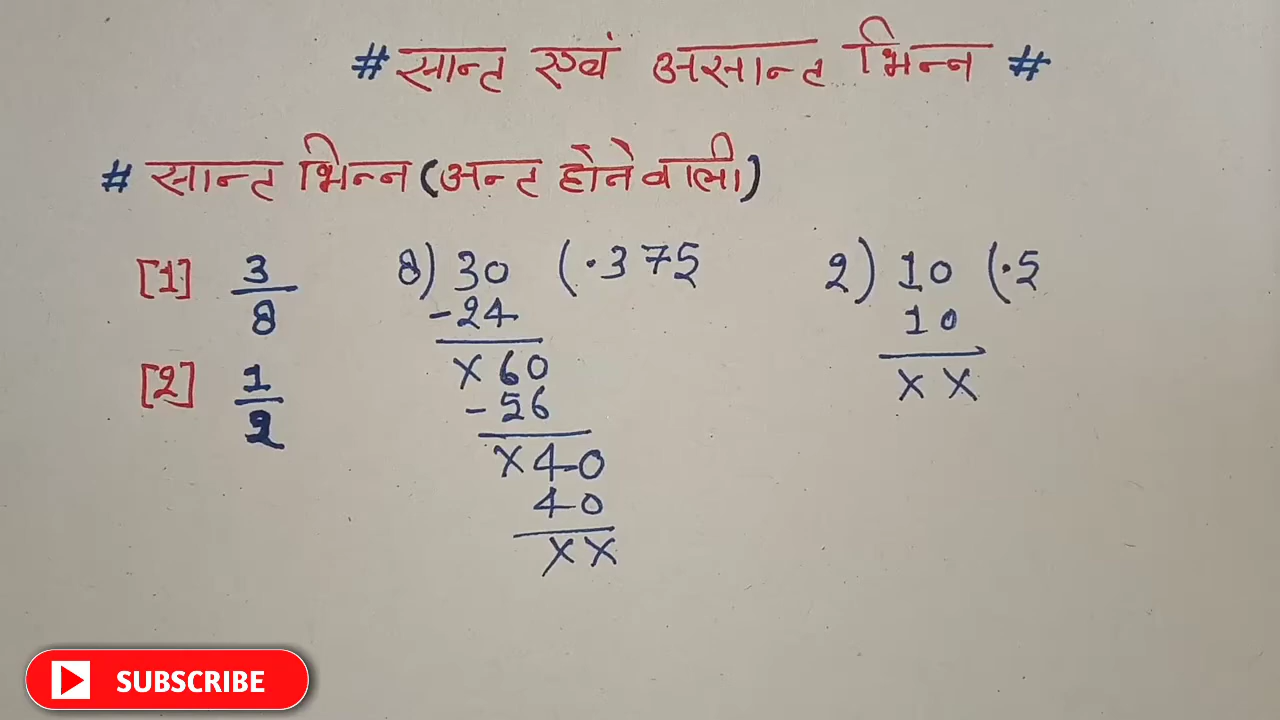 # सान्त एवं असान्त भिन्न #
# सान्त भिन्न (अन्त होने वाली)
[1] 3/8
8) 30 (.375
-24
x60
-56
x40
40
xx
[2] 1/2
2) 10 (.5
10
xx
SUBSCRIBE